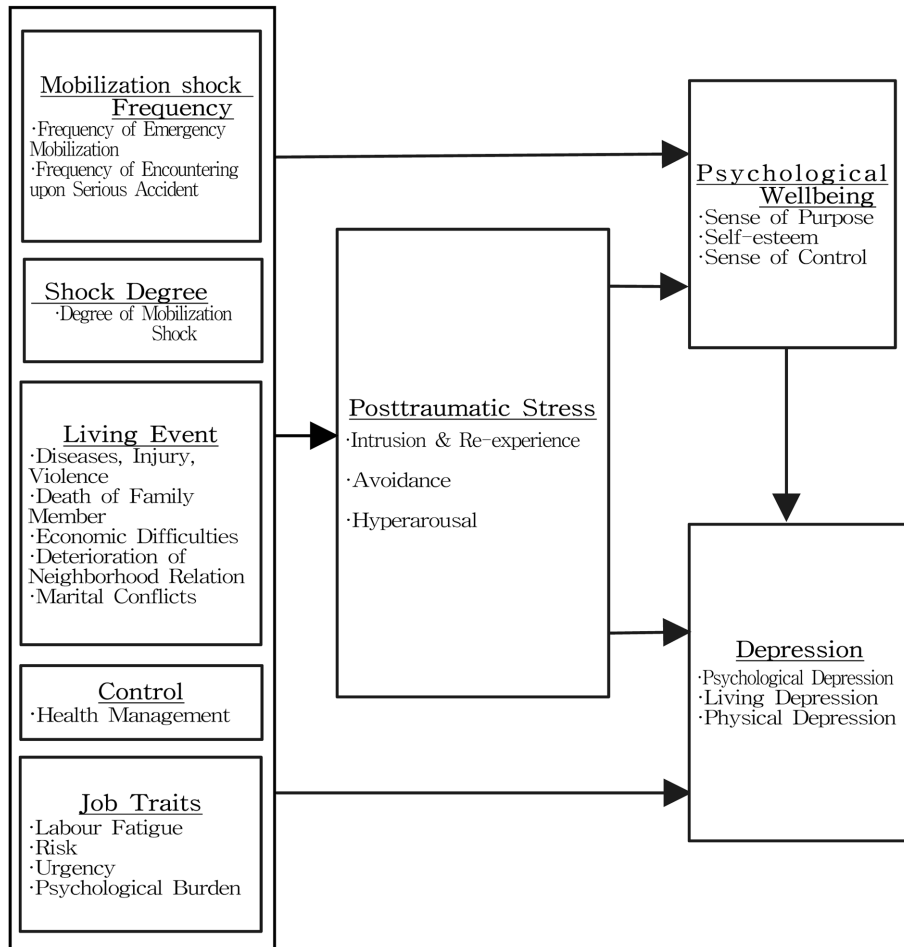 Mobilization shock
Frequency
·Frequency of Emergency
Mobilization
·Frequency of Encountering
upon Serious Accident
Shock Degree
·Degree of Mobilization
Shock
Living Event
·Diseases, Injury,
Violence
·Death of Family
Member
·Economic Difficulties
·Deterioration of
Neighborhood Relation
·Marital Conflicts
Control
·Health Management
Job Traits
·Labour Fatigue
·Risk
·Urgency
·Psychological Burden
Posttraumatic Stress
·Intrusion & Re-experience
·Avoidance
·Hyperarousal
Psychological
Wellbeing
·Sense of Purpose
·Self-esteem
·Sense of Control
Depression
·Psychological Depression
·Living Depression
·Physical Depression